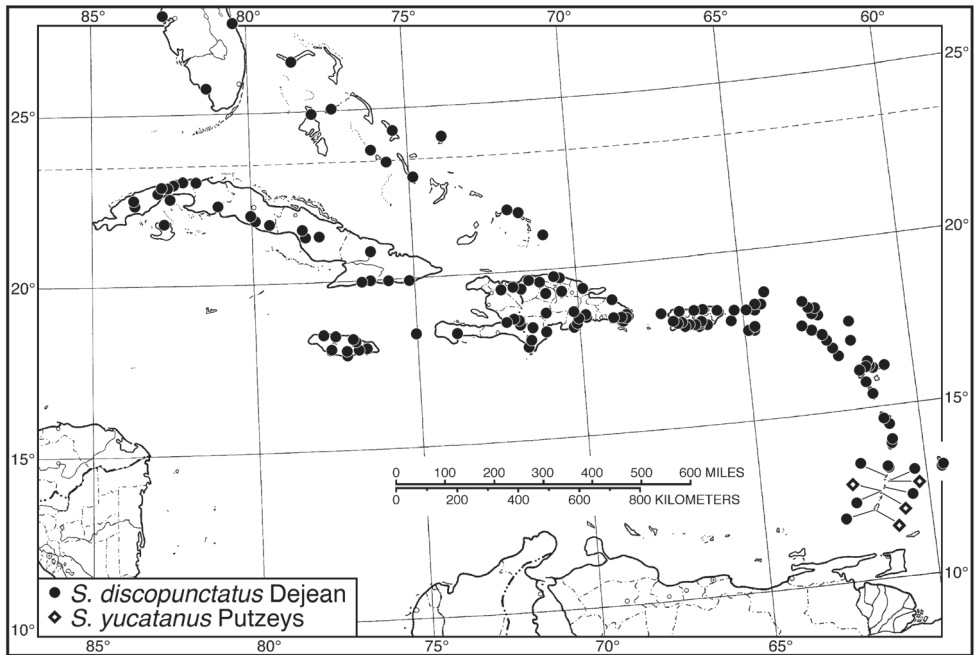 85° 80° 75° 70° 65° 60°
25°
25°
20°
20°
15°
15°
10°
10°
0 100 200 300 400 500 600 MILES
0 200 400 600 800 KILOMETERS
S. discopunctatus Dejean
S. yucatanus Putzeys
85° 80° 75° 70° 65°